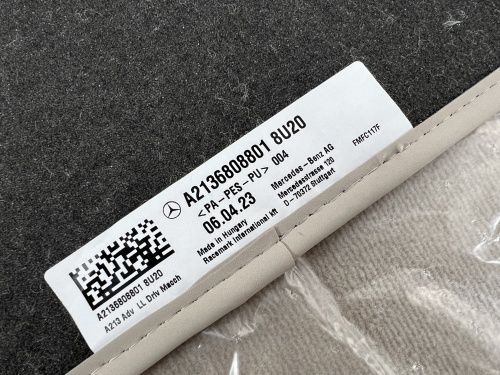 A2136808801 8U20
<PA-PES-PU> 004
06.04.23
Mercedes-Benz AG
Mercedesstrasse 120
D-70372 Stuttgart
FMFC117F
Made in Hungary
Racemark International kft
A2136808801 8U20
A213 Adv LL Driv Macch